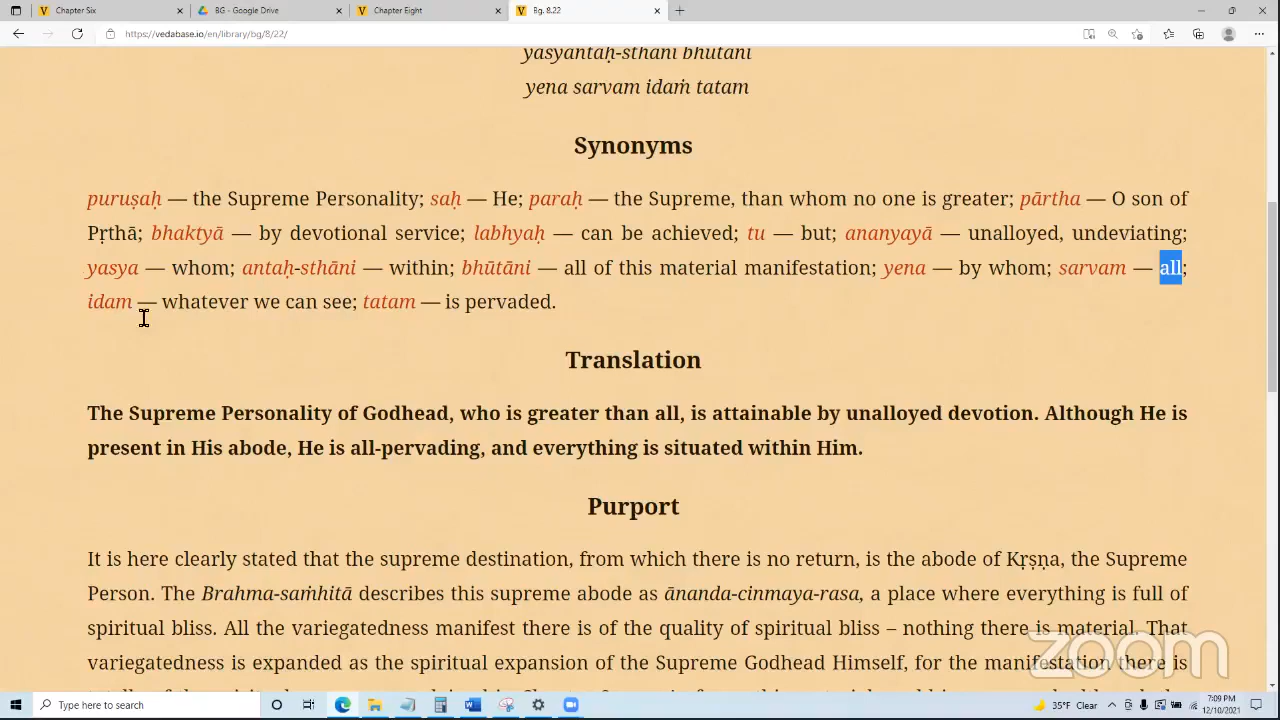 Chapter Six
BG - Google Drive
Chapter Eight
Bg. 8.22
https://vedabase.io/en/library/bg/8/22/
yasyāntaḥ-sthāni bhūtāni
yena sarvam idaṁ tatam
Synonyms
puruṣaḥ — the Supreme Personality; saḥ — He; paraḥ — the Supreme, than whom no one is greater; pārtha — O son of
Pṛthā; bhaktyā — by devotional service; labhyaḥ — can be achieved; tu — but; ananyayā — unalloyed, undeviating;
yasya — whom; antaḥ-sthāni — within; bhūtāni — all of this material manifestation; yena — by whom; sarvam — all;
idam — whatever we can see; tatam — is pervaded.
Translation
The Supreme Personality of Godhead, who is greater than all, is attainable by unalloyed devotion. Although He is
present in His abode, He is all-pervading, and everything is situated within Him.
Purport
It is here clearly stated that the supreme destination, from which there is no return, is the abode of Kṛṣṇa, the Supreme
Person. The Brahma-saṁhitā describes this supreme abode as ānanda-cinmaya-rasa, a place where everything is full of
spiritual bliss. All the variegatedness manifest there is of the quality of spiritual bliss – nothing there is material. That
variegatedness is expanded as the spiritual expansion of the Supreme Godhead Himself, for the manifestation there is
zoom
Type here to search
35°F Clear
7:09 PM
12/10/2021